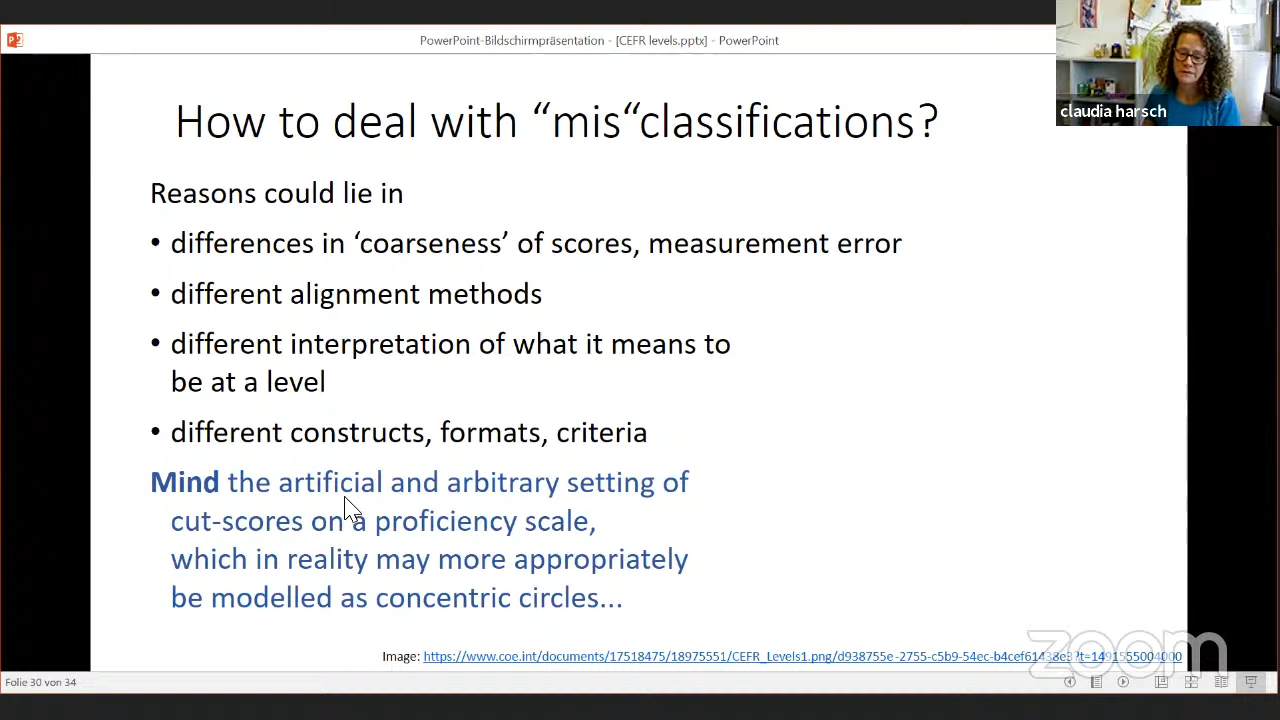 PowerPoint-Bildschirmpräsentation - [CEFR levels.pptx] - PowerPoint
claudia harsch
How to deal with “mis“classifications?
Reasons could lie in
• differences in ‘coarseness’ of scores, measurement error
• different alignment methods
• different interpretation of what it means to
be at a level
• different constructs, formats, criteria
Mind the artificial and arbitrary setting of
cut-scores on a proficiency scale,
which in reality may more appropriately
be modelled as concentric circles...
Image:
zoom
Folie 30 von 34